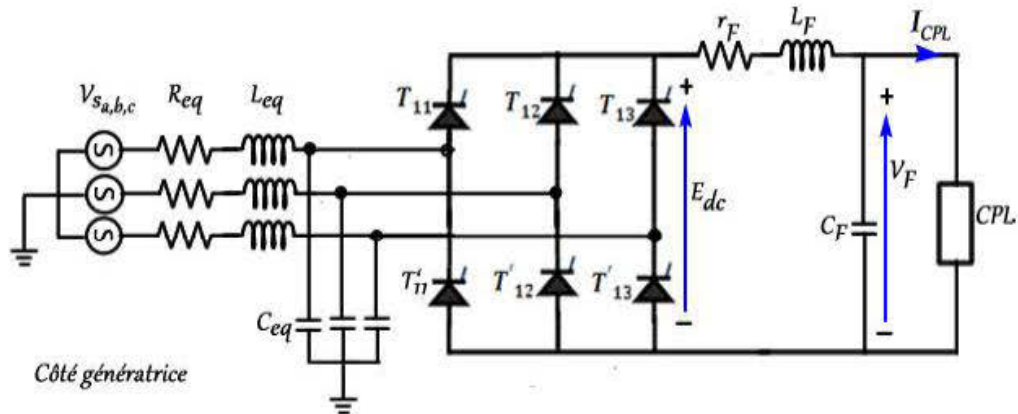 V_{s_{a,b,c}}
R_{eq}
L_{eq}
T_{11}
T_{12}
T_{13}
r_F
L_F
I_{CPL}
+
E_{dc}
−
+
V_F
−
C_F
CPL
T'_{11}
T'_{12}
T'_{13}
C_{eq}
Côté génératrice